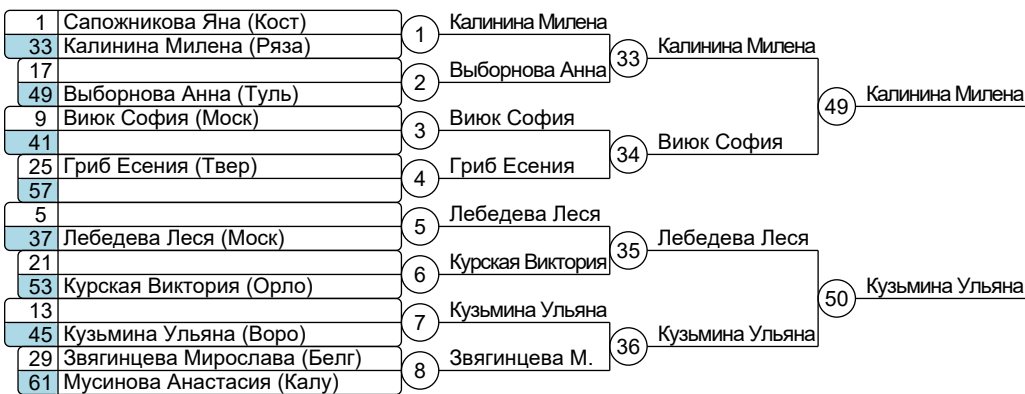 1 Сапожникова Яна (Кост)
33 Калинина Милена (Ряза)
17
49 Выборнова Анна (Туль)
9 Виюк София (Моск)
41
25 Гриб Есения (Твер)
57
5
37 Лебедева Леся (Моск)
21
53 Курская Виктория (Орло)
13
45 Кузьмина Ульяна (Воро)
29 Звягинцева Мирослава (Белг)
61 Мусинова Анастасия (Калу)
1 Калинина Милена
2 Выборнова Анна
3 Виюк София
4 Гриб Есения
5 Лебедева Леся
6 Курская Виктория
7 Кузьмина Ульяна
8 Звягинцева М.
33 Калинина Милена
34 Виюк София
35 Лебедева Леся
36 Кузьмина Ульяна
49 Калинина Милена
50 Кузьмина Ульяна